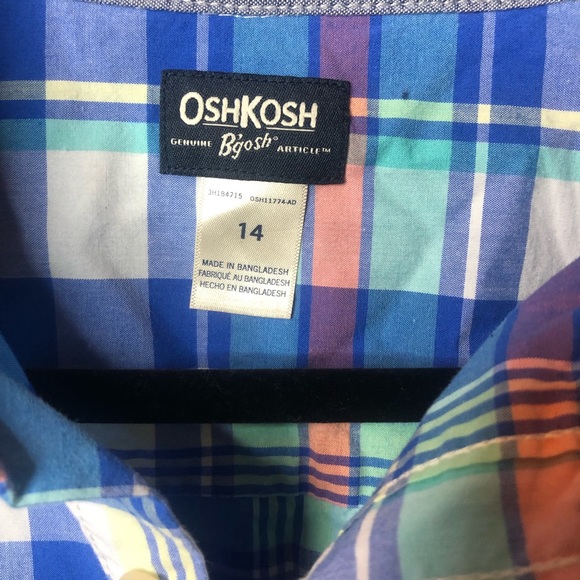 OSHKOSH
GENUINE B'gosh® ARTICLE™
JH184715 OSH11774-AD
14
MADE IN BANGLADESH
FABRIQUÉ AU BANGLADESH
HECHO EN BANGLADESH